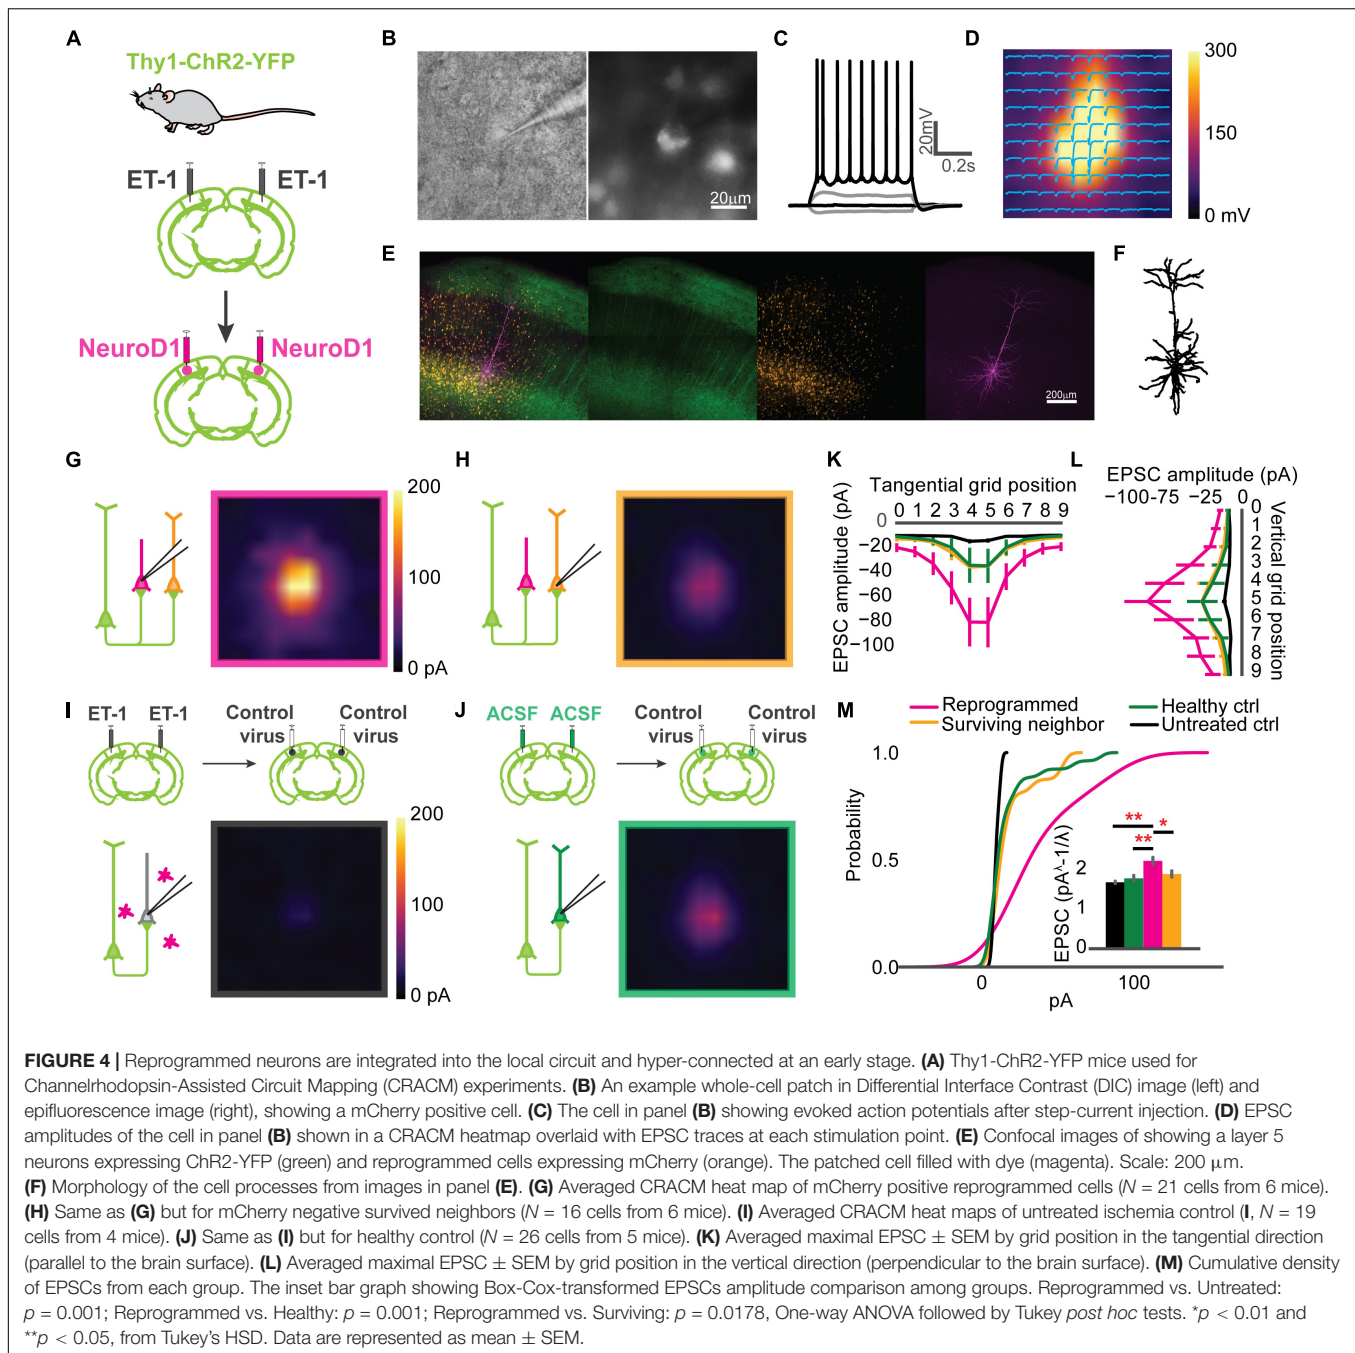 A
Thy1-ChR2-YFP
ET-1
ET-1
NeuroD1
NeuroD1
B
20μm
C
20mV
0.2s
D
300
150
0 mV
E
200μm
F
G
200
100
0 pA
H
K
Tangential grid position
0 1 2 3 4 5 6 7 8 9
EPSC amplitude (pA)
0
−20
−40
−60
−80
−100
L
EPSC amplitude (pA)
−100 -75 −25 0
Vertical grid position
0
1
2
3
4
5
6
7
8
9
I
ET-1 ET-1
Control virus
Control virus
200
100
0 pA
J
ACSF ACSF
Control virus
Control virus
M
Reprogrammed
Surviving neighbor
Healthy ctrl
Untreated ctrl
Probability
1.0
0.5
0.0
0
100
pA
EPSC (pA^-1/λ)
2
1
0
**
**
*
FIGURE 4 | Reprogrammed neurons are integrated into the local circuit and hyper-connected at an early stage. (A) Thy1-ChR2-YFP mice used for
Channelrhodopsin-Assisted Circuit Mapping (CRACM) experiments. (B) An example whole-cell patch in Differential Interface Contrast (DIC) image (left) and
epifluorescence image (right), showing a mCherry positive cell. (C) The cell in panel (B) showing evoked action potentials after step-current injection. (D) EPSC
amplitudes of the cell in panel (B) shown in a CRACM heatmap overlaid with EPSC traces at each stimulation point. (E) Confocal images of showing a layer 5
neurons expressing ChR2-YFP (green) and reprogrammed cells expressing mCherry (orange). The patched cell filled with dye (magenta). Scale: 200 μm.
(F) Morphology of the cell processes from images in panel (E). (G) Averaged CRACM heat map of mCherry positive reprogrammed cells (N = 21 cells from 6 mice).
(H) Same as (G) but for mCherry negative survived neighbors (N = 16 cells from 6 mice). (I) Averaged CRACM heat maps of untreated ischemia control (I, N = 19
cells from 4 mice). (J) Same as (I) but for healthy control (N = 26 cells from 5 mice). (K) Averaged maximal EPSC ± SEM by grid position in the tangential direction
(parallel to the brain surface). (L) Averaged maximal EPSC ± SEM by grid position in the vertical direction (perpendicular to the brain surface). (M) Cumulative density
of EPSCs from each group. The inset bar graph showing Box-Cox-transformed EPSCs amplitude comparison among groups. Reprogrammed vs. Untreated:
p = 0.001; Reprogrammed vs. Healthy: p = 0.001; Reprogrammed vs. Surviving: p = 0.0178, One-way ANOVA followed by Tukey post hoc tests. *p < 0.01 and
**p < 0.05, from Tukey's HSD. Data are represented as mean ± SEM.